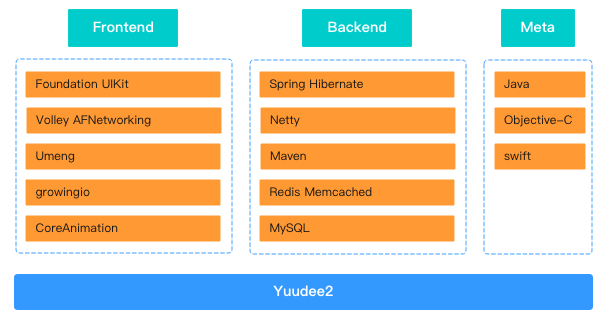 Frontend
Backend
Meta
Foundation UIKit
Volley AFNetworking
Umeng
growingio
CoreAnimation
Spring Hibernate
Netty
Maven
Redis Memcached
MySQL
Java
Objective-C
swift
Yuudee2